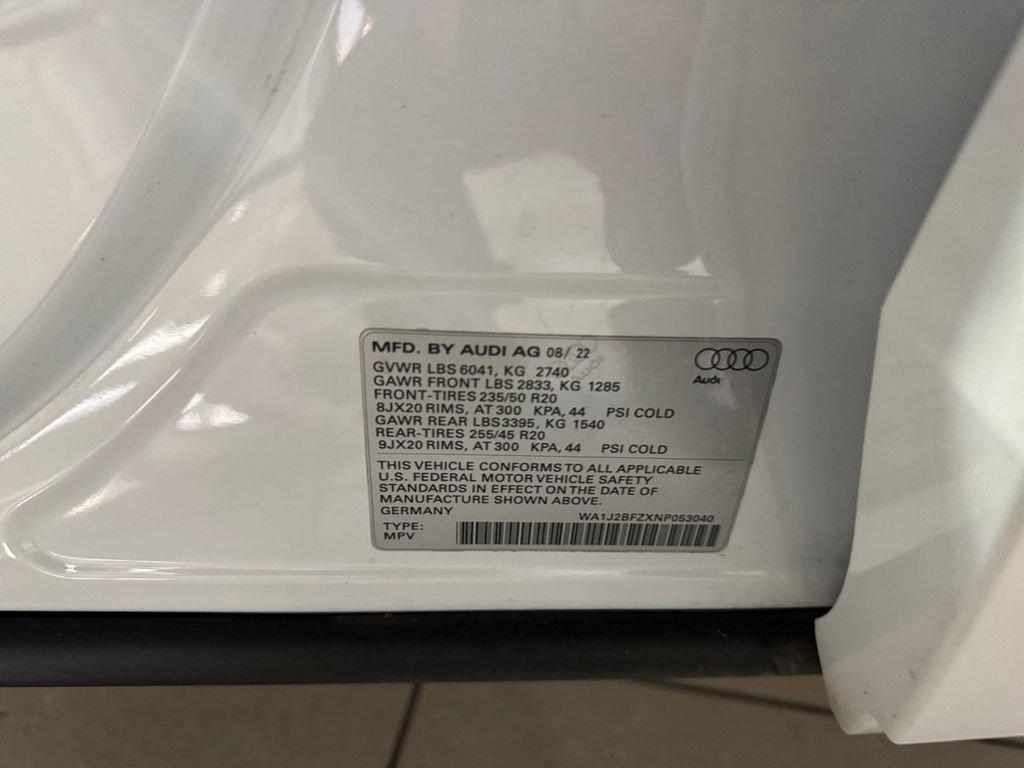 MFD. BY AUDI AG 08/ 22
Audi
GVWR LBS 6041, KG 2740
GAWR FRONT LBS 2833, KG 1285
FRONT-TIRES 235/50 R20
8JX20 RIMS, AT 300 KPA, 44 PSI COLD
GAWR REAR LBS3395, KG 1540
REAR-TIRES 255/45 R20
9JX20 RIMS, AT 300 KPA, 44 PSI COLD
THIS VEHICLE CONFORMS TO ALL APPLICABLE
U.S. FEDERAL MOTOR VEHICLE SAFETY
STANDARDS IN EFFECT ON THE DATE OF
MANUFACTURE SHOWN ABOVE.
GERMANY
WA1J2BFZXNP053040
TYPE:
MPV